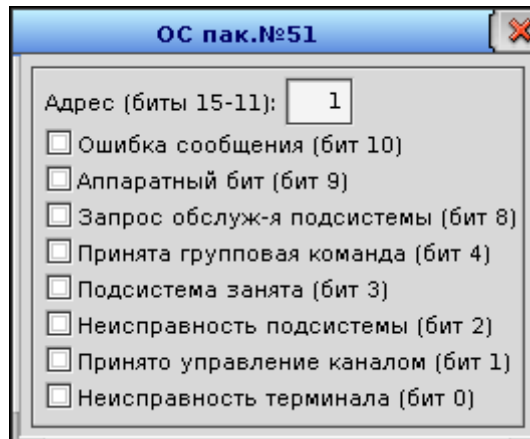 ОС пак.№51
Адрес (биты 15-11): 1
Ошибка сообщения (бит 10)
Аппаратный бит (бит 9)
Запрос обслуж-я подсистемы (бит 8)
Принята групповая команда (бит 4)
Подсистема занята (бит 3)
Неисправность подсистемы (бит 2)
Принято управление каналом (бит 1)
Неисправность терминала (бит 0)